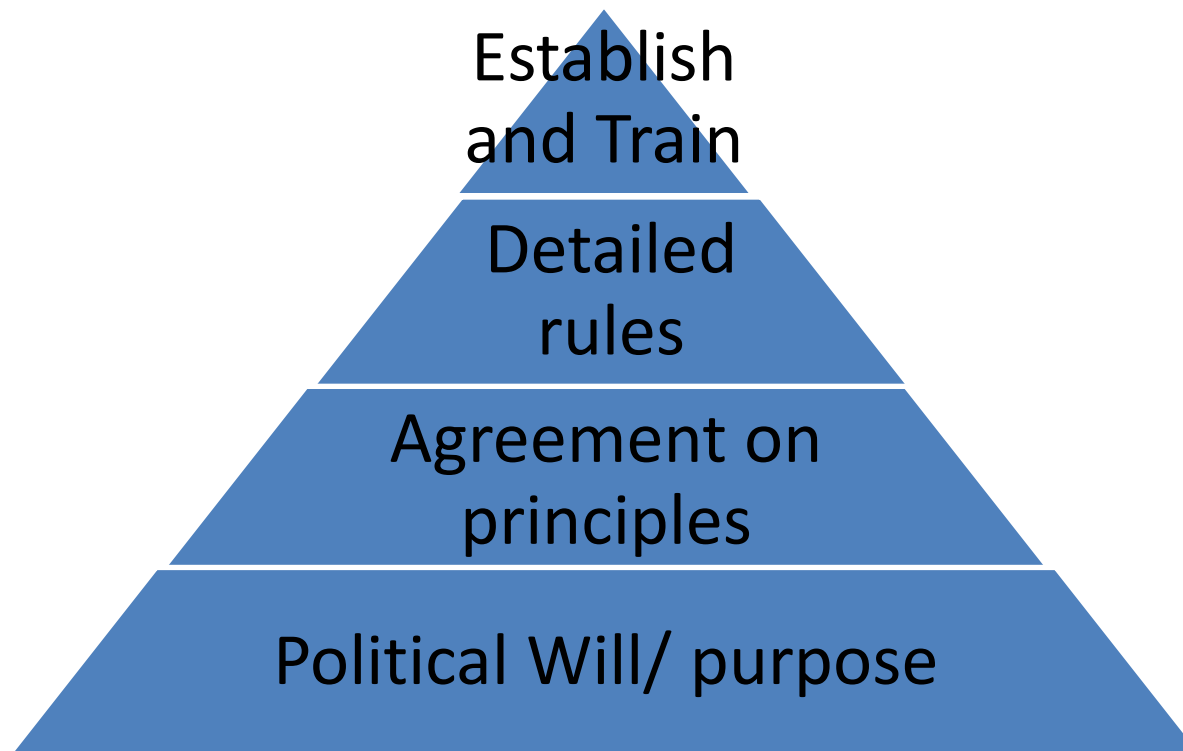 Establish
and Train
Detailed
rules
Agreement on
principles
Political Will/ purpose